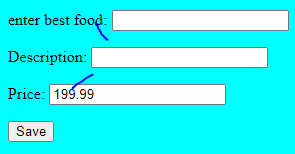 enter best food:
Description:
Price: 199.99
Save